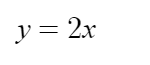 y = 2x